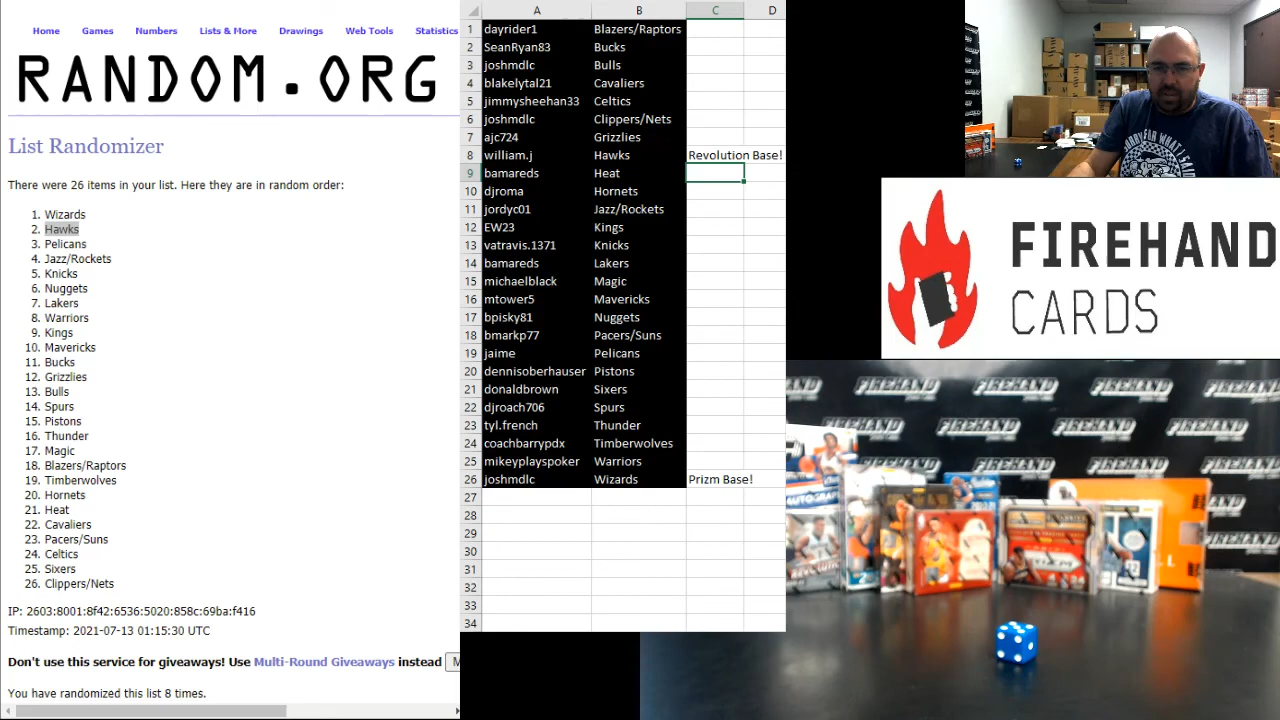 Home Games Numbers Lists & More Drawings Web Tools Statistics
RANDOM.ORG
List Randomizer
There were 26 items in your list. Here they are in random order:
1. Wizards
2. Hawks
3. Pelicans
4. Jazz/Rockets
5. Knicks
6. Nuggets
7. Lakers
8. Warriors
9. Kings
10. Mavericks
11. Bucks
12. Grizzlies
13. Bulls
14. Spurs
15. Pistons
16. Thunder
17. Magic
18. Blazers/Raptors
19. Timberwolves
20. Hornets
21. Heat
22. Cavaliers
23. Pacers/Suns
24. Celtics
25. Sixers
26. Clippers/Nets
IP: 2603:8001:8f42:6536:5020:858c:69ba:f416
Timestamp: 2021-07-13 01:15:30 UTC
Don't use this service for giveaways! Use Multi-Round Giveaways instead
You have randomized this list 8 times.
A B C D
1 dayrider1 Blazers/Raptors
2 SeanRyan83 Bucks
3 joshmdlc Bulls
4 blakelytal21 Cavaliers
5 jimmysheehan33 Celtics
6 joshmdlc Clippers/Nets
7 ajc724 Grizzlies
8 william.j Hawks Revolution Base!
9 bamareds Heat
10 djroma Hornets
11 jordyc01 Jazz/Rockets
12 EW23 Kings
13 vatravis.1371 Knicks
14 bamareds Lakers
15 michaelblack Magic
16 mtower5 Mavericks
17 bpisky81 Nuggets
18 bmarkp77 Pacers/Suns
19 jaime Pelicans
20 dennisoberhauser Pistons
21 donaldbrown Sixers
22 djroach706 Spurs
23 tyl.french Thunder
24 coachbarrypdx Timberwolves
25 mikeyplayspoker Warriors
26 joshmdlc Wizards Prizm Base!
27
28
29
30
31
32
33
34
FIREHAND
CARDS
FIREHAND FIREHAND FIREHAND